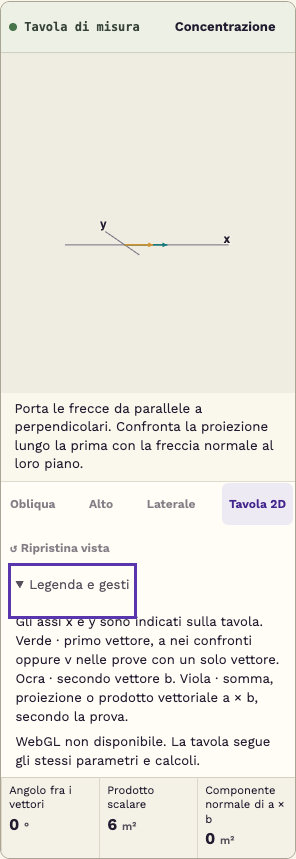 Tavola di misura
Concentrazione
y
x
Porta le frecce da parallele a
perpendicolari. Confronta la proiezione
lungo la prima con la freccia normale al
loro piano.
Obliqua
Alto
Laterale
Tavola 2D
↺ Ripristina vista
▼ Legenda e gesti
Gli assi x e y sono indicati sulla tavola.
Verde · primo vettore, a nei confronti
oppure v nelle prove con un solo vettore.
Ocra · secondo vettore b. Viola · somma,
proiezione o prodotto vettoriale a × b,
secondo la prova.
WebGL non disponibile. La tavola segue
gli stessi parametri e calcoli.
Angolo fra i
vettori
0 °
Prodotto
scalare
6 m²
Componente
normale di a ×
b
0 m²